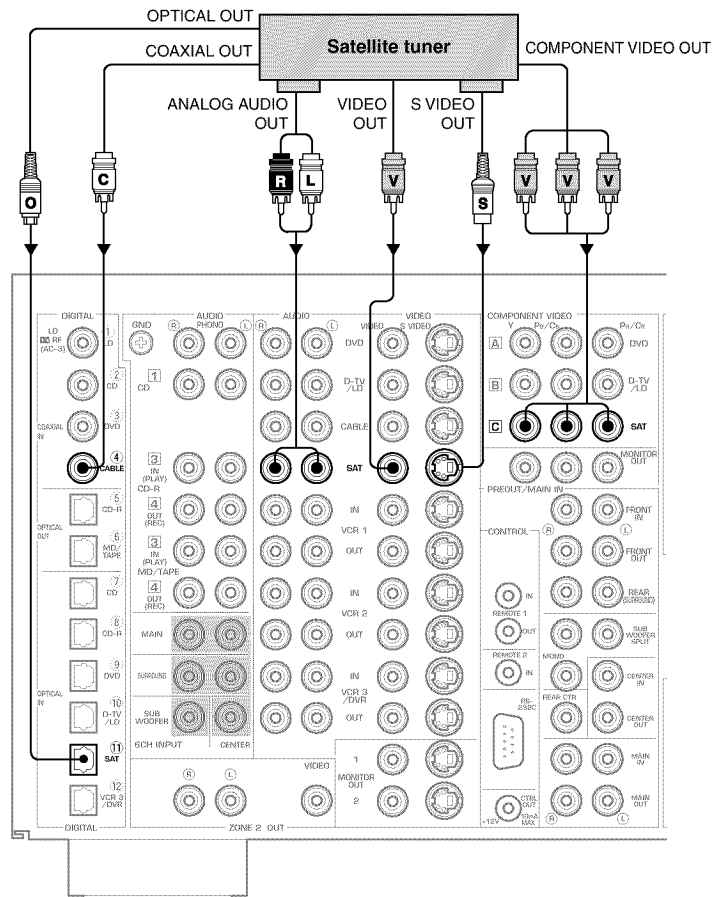 OPTICAL OUT
COAXIAL OUT
Satellite tuner
COMPONENT VIDEO OUT
ANALOG AUDIO
OUT
VIDEO
OUT
S VIDEO
OUT
O
C
R
L
V
S
V
V
V
DIGITAL
LD
RF
(AC-3)
1
LD
2
CD
3
DVD
COAXIAL
IN
4
CABLE
5
CD-R
OPTICAL
OUT
6
MD/
TAPE
7
CD
8
CD-R
9
DVD
OPTICAL
IN
10
D-TV
/LD
11
SAT
12
VCR 3
/DVR
DIGITAL
GND
AUDIO
R
PHONO
L
1
CD
3
IN
(PLAY)
CD-R
4
OUT
(REC)
3
IN
(PLAY)
MD/TAPE
4
OUT
(REC)
MAIN
SURROUND
SUB
WOOFER
6CH INPUT
CENTER
R
L
VIDEO
ZONE 2 OUT
AUDIO
R
L
VIDEO
VIDEO
S VIDEO
DVD
D-TV
/LD
CABLE
SAT
IN
VCR 1
OUT
IN
VCR 2
OUT
IN
VCR 3
/DVR
OUT
1
MONITOR
OUT
2
COMPONENT VIDEO
Y
PB/CB
PR/CR
A
DVD
B
D-TV
/LD
C
SAT
MONITOR
OUT
PREOUT/MAIN IN
CONTROL
R
L
FRONT
IN
FRONT
OUT
IN
REMOTE 1
OUT
REAR
(SURROUND)
SUB
WOOFER
SPLIT
REMOTE 2
IN
MONO
CENTER
IN
RS-
232C
REAR CTR
CENTER
OUT
MAIN
IN
CTRL
OUT
+12V
10mA
MAX
MAIN
OUT
R
L